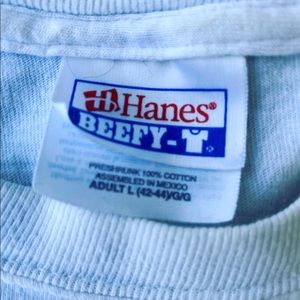 Hanes®
BEEFY-T
PRESHRUNK 100% COTTON
ASSEMBLED IN MEXICO
ADULT L (42-44)/G/G